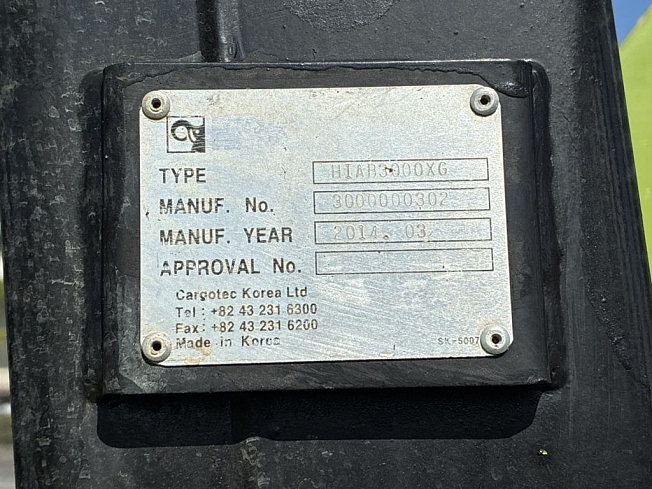 TYPE HIAB3000XG
MANUF. No. 3000000302
MANUF. YEAR 2014. 03
APPROVAL No.
Cargotec Korea Ltd
Tel : +82 43 231 6300
Fax : +82 43 231 6200
Made in Korea
SK-5007